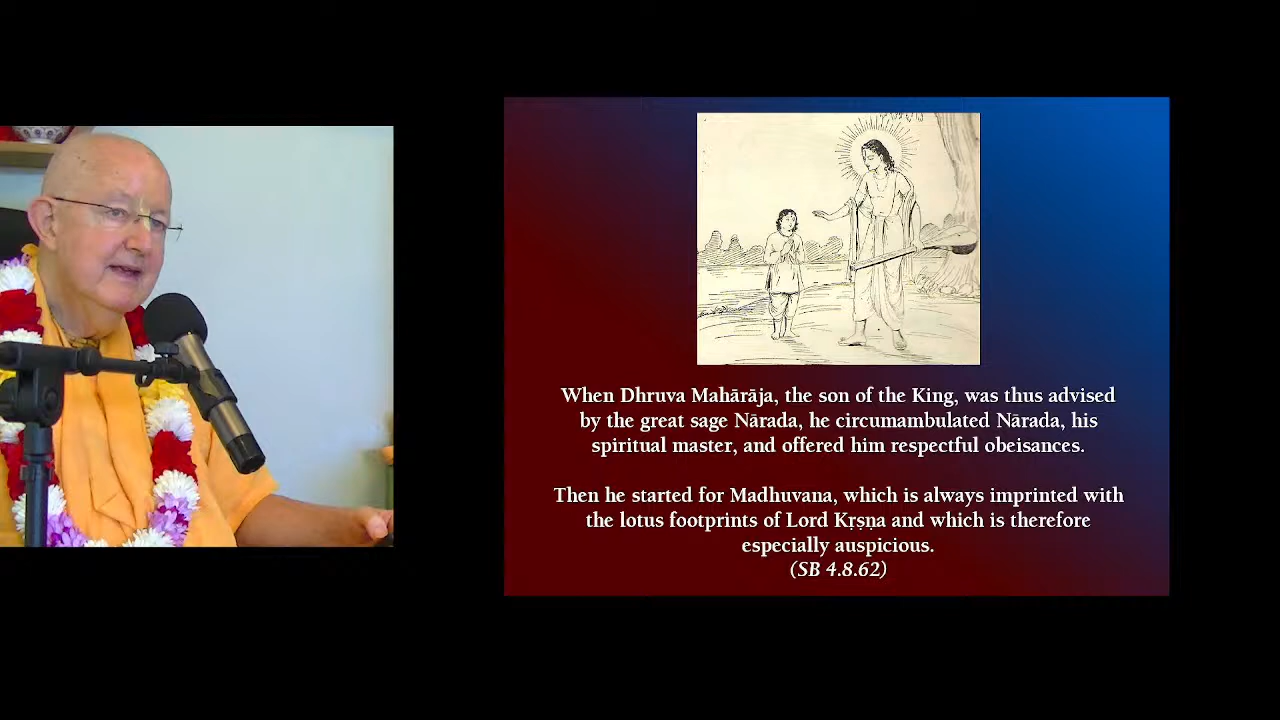 When Dhruva Mahārāja, the son of the King, was thus advised
by the great sage Nārada, he circumambulated Nārada, his
spiritual master, and offered him respectful obeisances.
Then he started for Madhuvana, which is always imprinted with
the lotus footprints of Lord Kṛṣṇa and which is therefore
especially auspicious.
(SB 4.8.62)